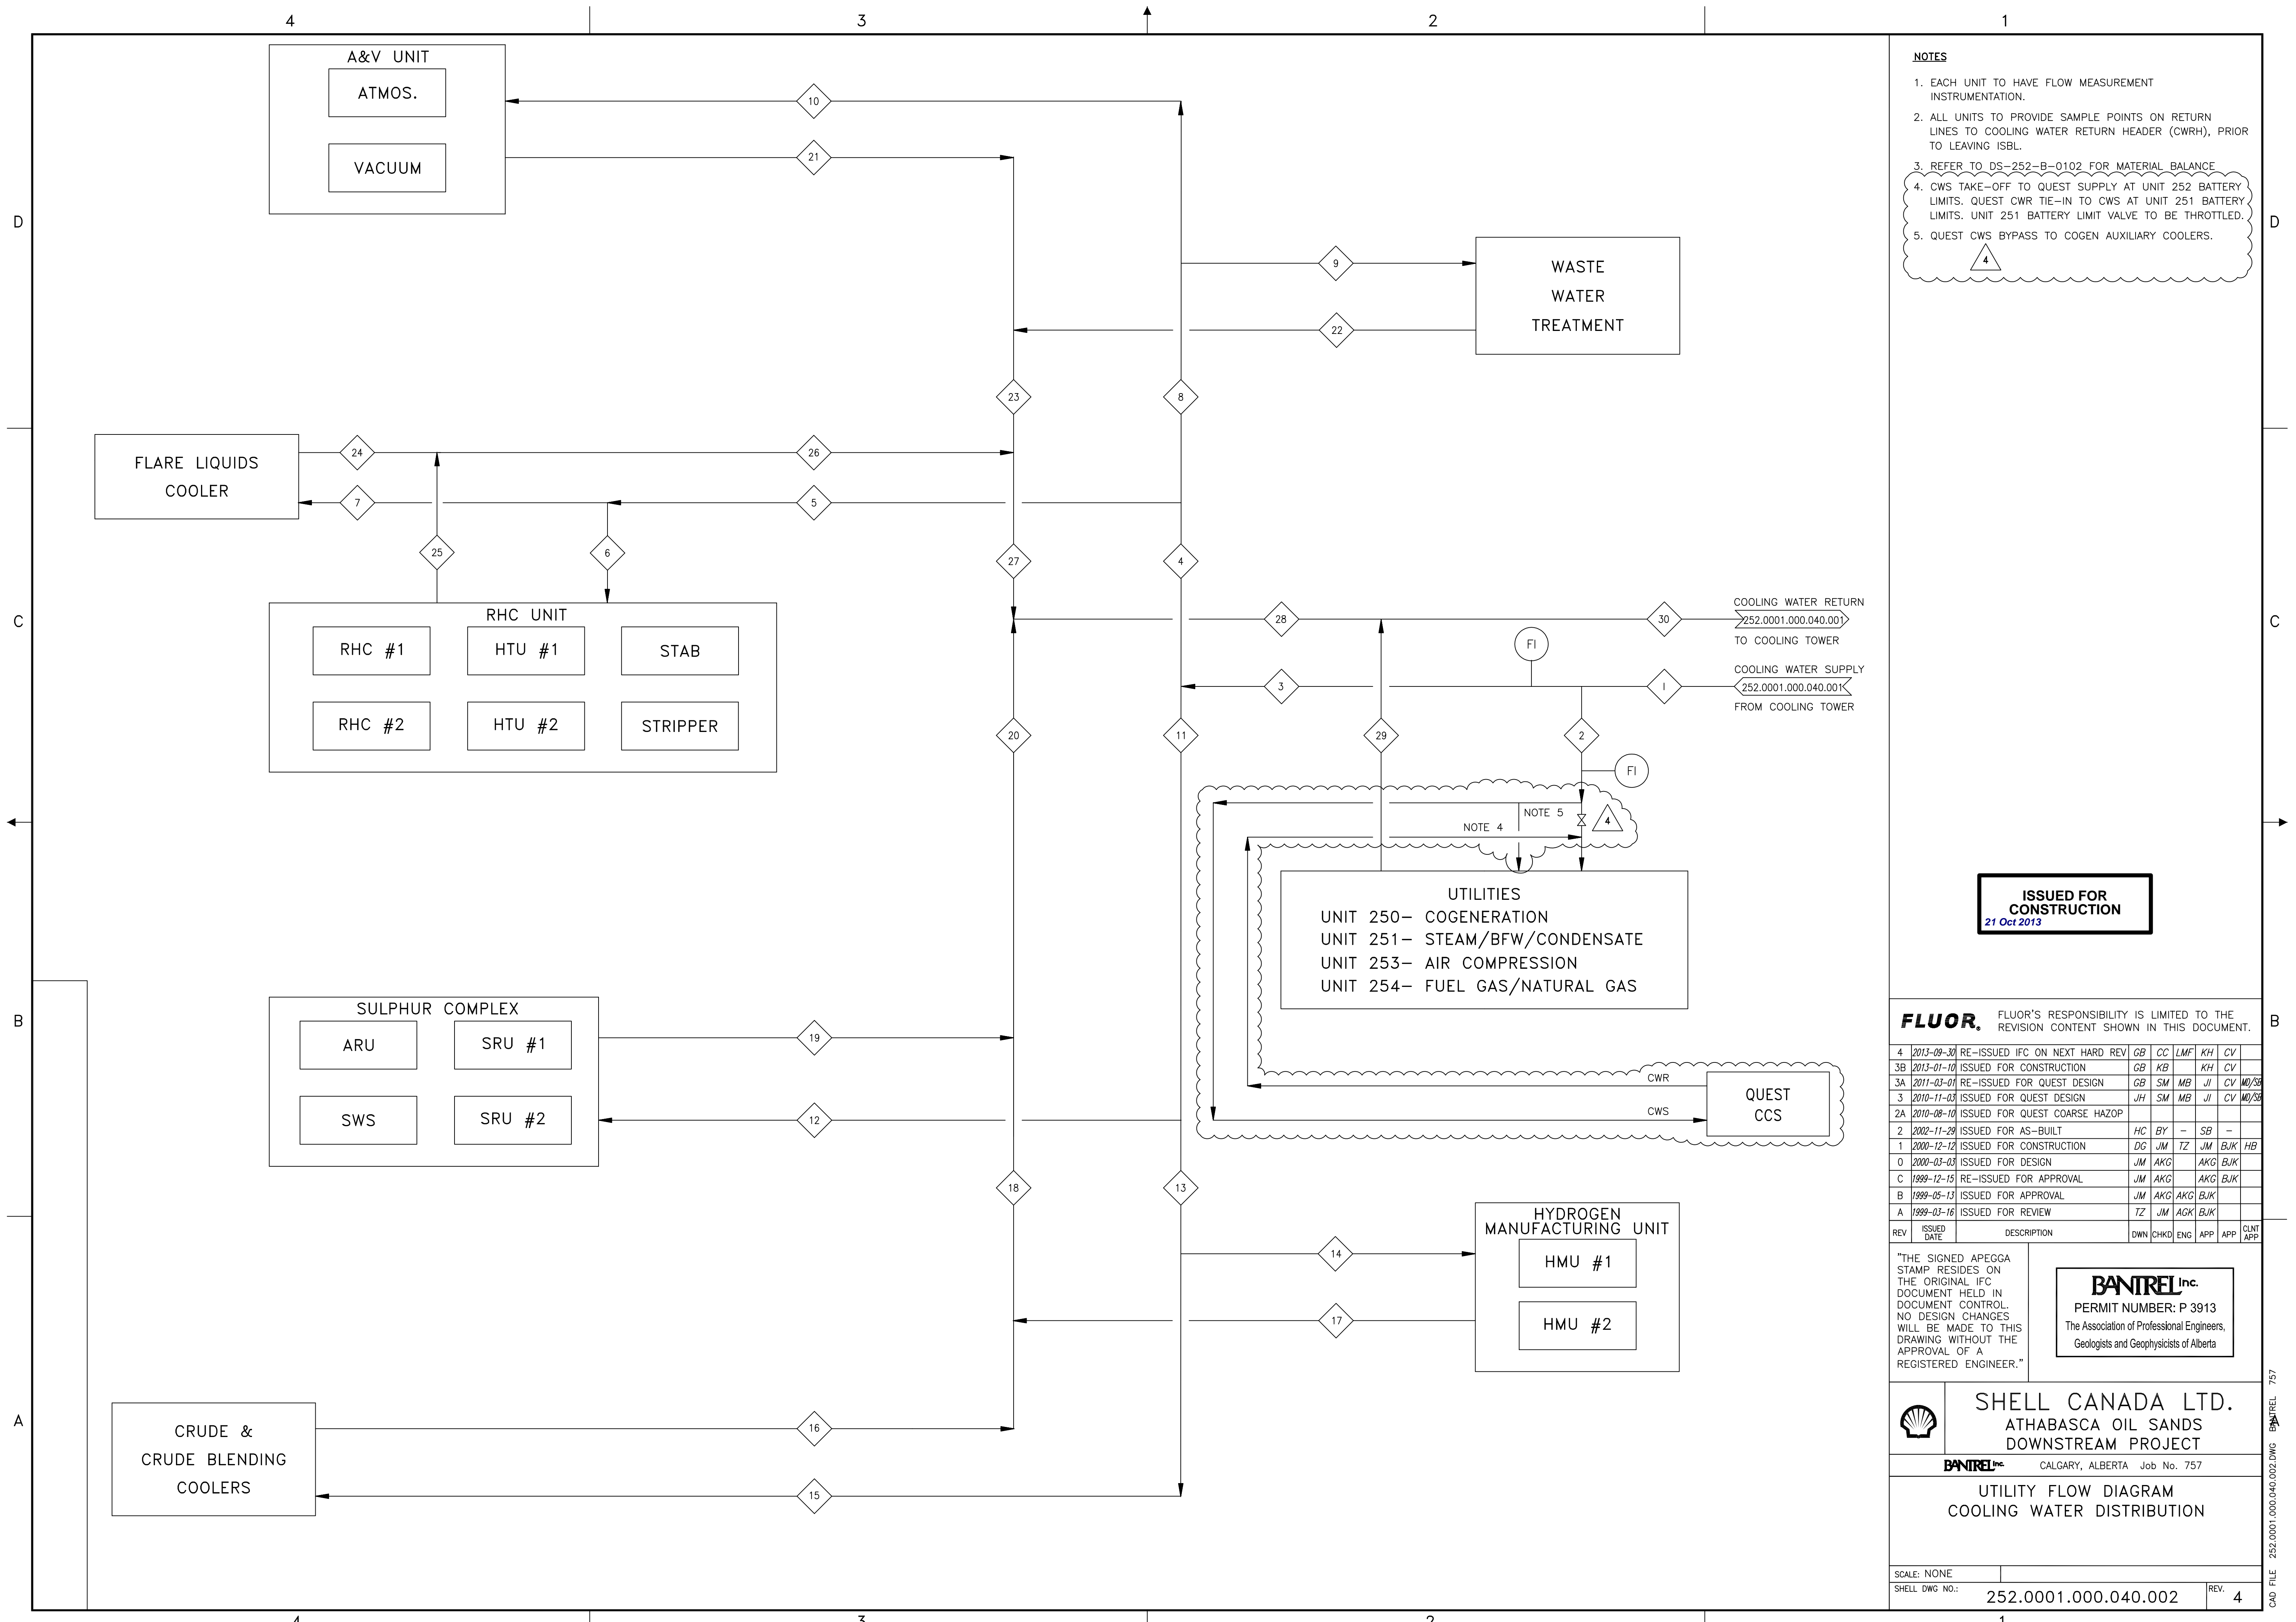 4
3
2
1
A&V UNIT
ATMOS.
VACUUM
10
21
9
WASTE
WATER
TREATMENT
22
23
8
FLARE LIQUIDS
COOLER
24
26
7
5
25
6
27
4
RHC UNIT
RHC #1
HTU #1
STAB
RHC #2
HTU #2
STRIPPER
28
30
COOLING WATER RETURN
252.0001.000.040.001
TO COOLING TOWER
FI
COOLING WATER SUPPLY
252.0001.000.040.001
FROM COOLING TOWER
3
1
20
11
29
2
FI
NOTE 5
4
NOTE 4
UTILITIES
UNIT 250- COGENERATION
UNIT 251- STEAM/BFW/CONDENSATE
UNIT 253- AIR COMPRESSION
UNIT 254- FUEL GAS/NATURAL GAS
SULPHUR COMPLEX
ARU
SRU #1
SWS
SRU #2
19
12
CWR
CWS
QUEST
CCS
18
13
HYDROGEN
MANUFACTURING UNIT
HMU #1
HMU #2
14
17
CRUDE &
CRUDE BLENDING
COOLERS
16
15
D
C
B
A
D
C
B
A
NOTES
1. EACH UNIT TO HAVE FLOW MEASUREMENT
INSTRUMENTATION.
2. ALL UNITS TO PROVIDE SAMPLE POINTS ON RETURN
LINES TO COOLING WATER RETURN HEADER (CWRH), PRIOR
TO LEAVING ISBL.
3. REFER TO DS-252-B-0102 FOR MATERIAL BALANCE
4. CWS TAKE-OFF TO QUEST SUPPLY AT UNIT 252 BATTERY
LIMITS. QUEST CWR TIE-IN TO CWS AT UNIT 251 BATTERY
LIMITS. UNIT 251 BATTERY LIMIT VALVE TO BE THROTTLED.
5. QUEST CWS BYPASS TO COGEN AUXILIARY COOLERS.
4
ISSUED FOR
CONSTRUCTION
21 Oct 2013
FLUOR. FLUOR'S RESPONSIBILITY IS LIMITED TO THE
REVISION CONTENT SHOWN IN THIS DOCUMENT.
4 2013-09-30 RE-ISSUED IFC ON NEXT HARD REV GB CC LMF KH CV
3B 2013-01-10 ISSUED FOR CONSTRUCTION GB KB KH CV
3A 2011-03-01 RE-ISSUED FOR QUEST DESIGN GB SM MB JI CV MD/SB
3 2010-11-03 ISSUED FOR QUEST DESIGN JH SM MB JI CV MD/SB
2A 2010-08-10 ISSUED FOR QUEST COARSE HAZOP
2 2002-11-29 ISSUED FOR AS-BUILT HC BY - SB -
1 2000-12-12 ISSUED FOR CONSTRUCTION DG JM TZ JM BJK HB
0 2000-03-03 ISSUED FOR DESIGN JM AKG AKG BJK
C 1999-12-15 RE-ISSUED FOR APPROVAL JM AKG AKG BJK
B 1999-05-13 ISSUED FOR APPROVAL JM AKG AKG BJK
A 1999-03-16 ISSUED FOR REVIEW TZ JM AGK BJK
REV ISSUED DATE DESCRIPTION DWN CHKD ENG APP APP CLNT APP
"THE SIGNED APEGGA
STAMP RESIDES ON
THE ORIGINAL IFC
DOCUMENT HELD IN
DOCUMENT CONTROL.
NO DESIGN CHANGES
WILL BE MADE TO THIS
DRAWING WITHOUT THE
APPROVAL OF A
REGISTERED ENGINEER."
BANTREL Inc.
PERMIT NUMBER: P 3913
The Association of Professional Engineers,
Geologists and Geophysicists of Alberta
SHELL CANADA LTD.
ATHABASCA OIL SANDS
DOWNSTREAM PROJECT
BANTREL Inc. CALGARY, ALBERTA Job No. 757
UTILITY FLOW DIAGRAM
COOLING WATER DISTRIBUTION
SCALE: NONE
SHELL DWG NO.: 252.0001.000.040.002 REV. 4
CAD FILE 252.0001.000.040.002.DWG BANTREL 757
4
3
2
1